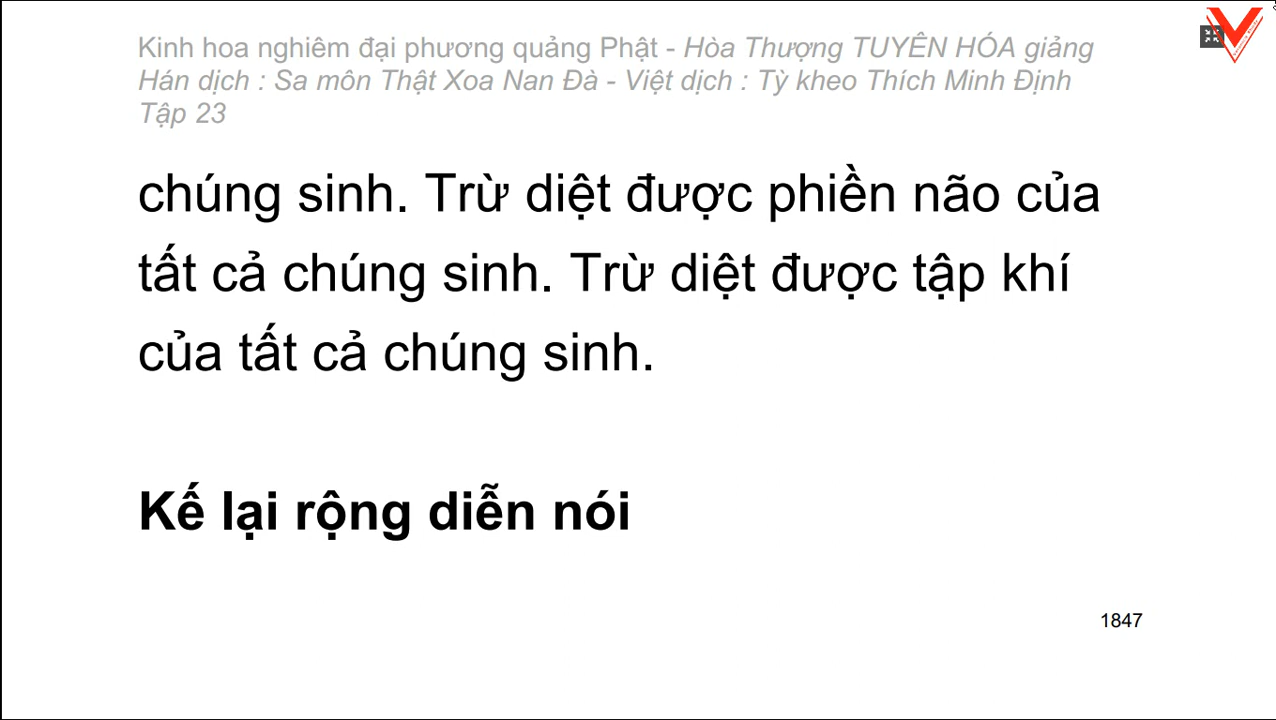 Kinh hoa nghiêm đại phương quảng Phật - Hòa Thượng TUYÊN HÓA giảng
Hán dịch : Sa môn Thật Xoa Nan Đà - Việt dịch : Tỳ kheo Thích Minh Định
Tập 23
chúng sinh. Trừ diệt được phiền não của
tất cả chúng sinh. Trừ diệt được tập khí
của tất cả chúng sinh.
Kế lại rộng diễn nói
1847